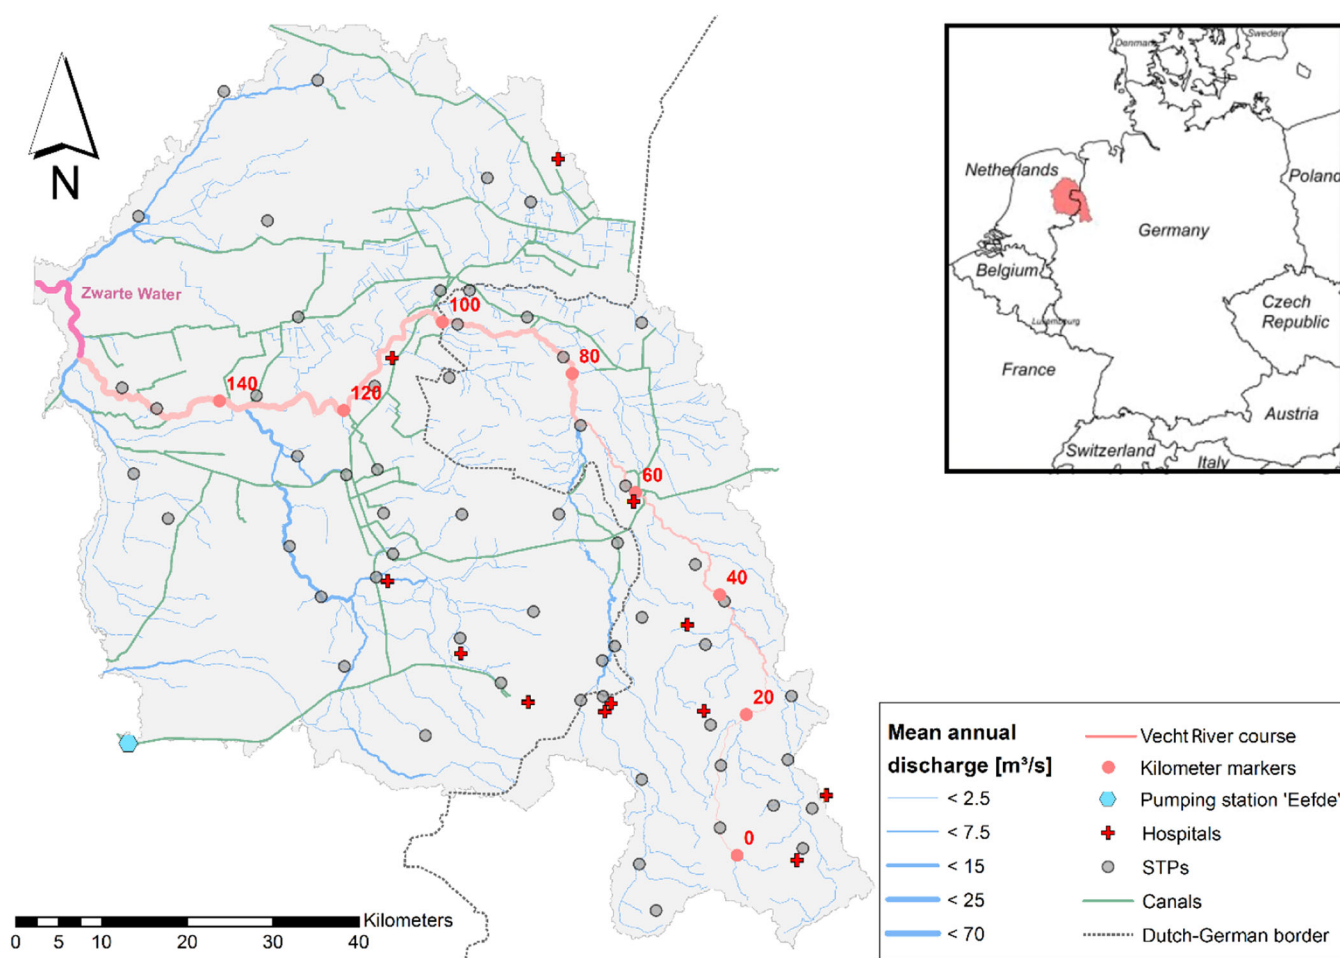 N
Zwarte Water
100
80
140
120
60
40
20
0
Kilometers
0 5 10 20 30 40
Denmark
Sweden
Netherlands
Poland
Germany
Belgium
Czech
Republic
Luxembourg
France
Austria
Switzerland
Italy
Mean annual
discharge [m³/s]
< 2.5
< 7.5
< 15
< 25
< 70
Vecht River course
Kilometer markers
Pumping station 'Eefde'
Hospitals
STPs
Canals
Dutch-German border